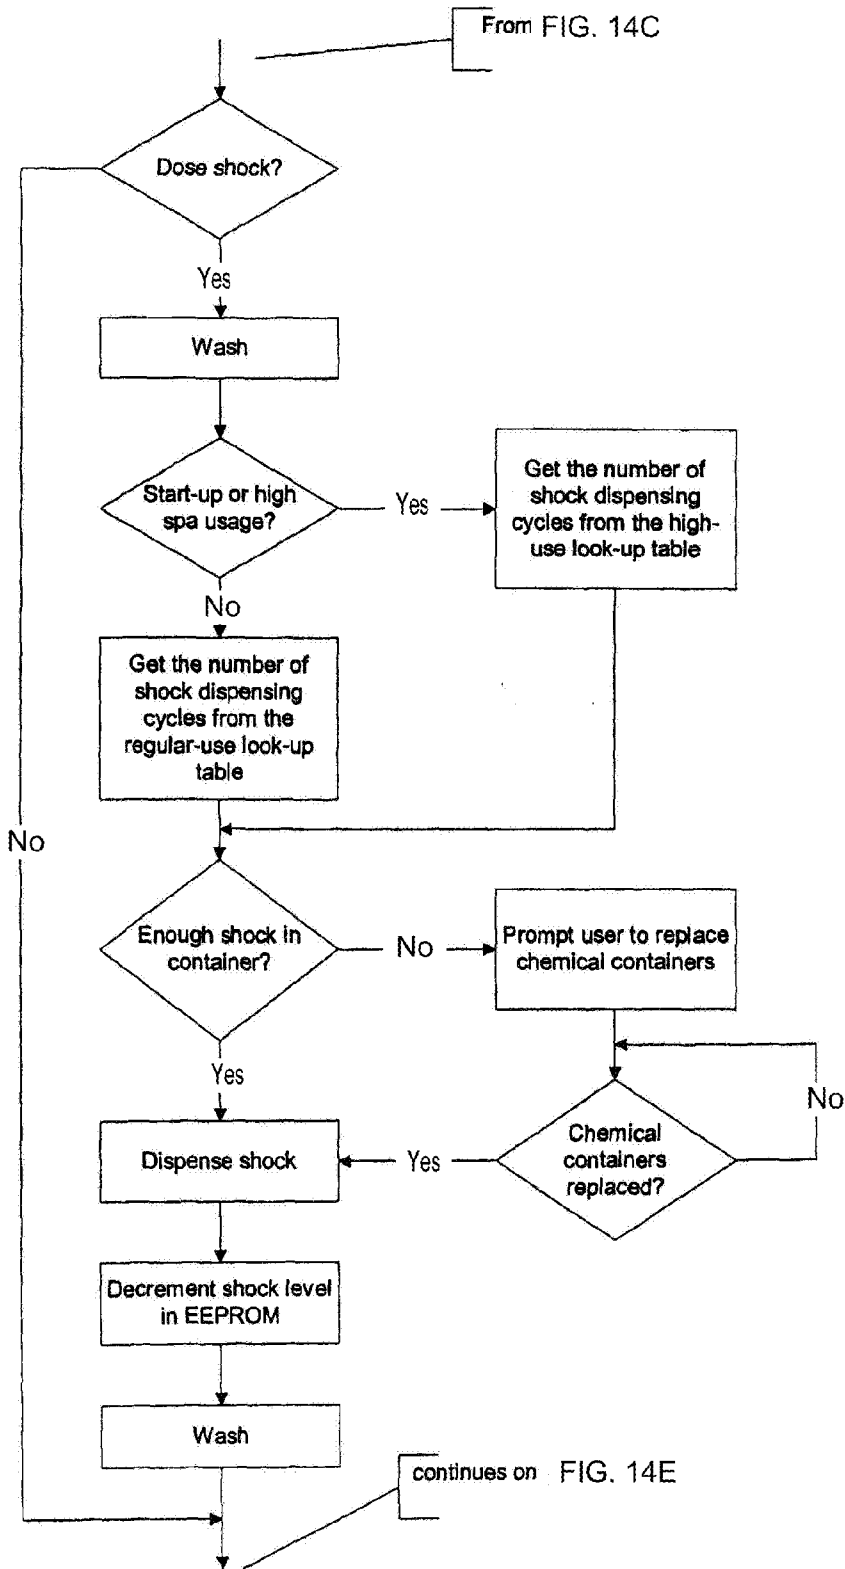 From FIG. 14C
Dose shock?
Yes
Wash
Start-up or high
spa usage?
Yes
Get the number of
shock dispensing
cycles from the high-
use look-up table
No
Get the number of
shock dispensing
cycles from the
regular-use look-up
table
No
Enough shock in
container?
No
Prompt user to replace
chemical containers
Yes
No
Dispense shock
Yes
Chemical
containers
replaced?
Decrement shock level
in EEPROM
Wash
continues on FIG. 14E